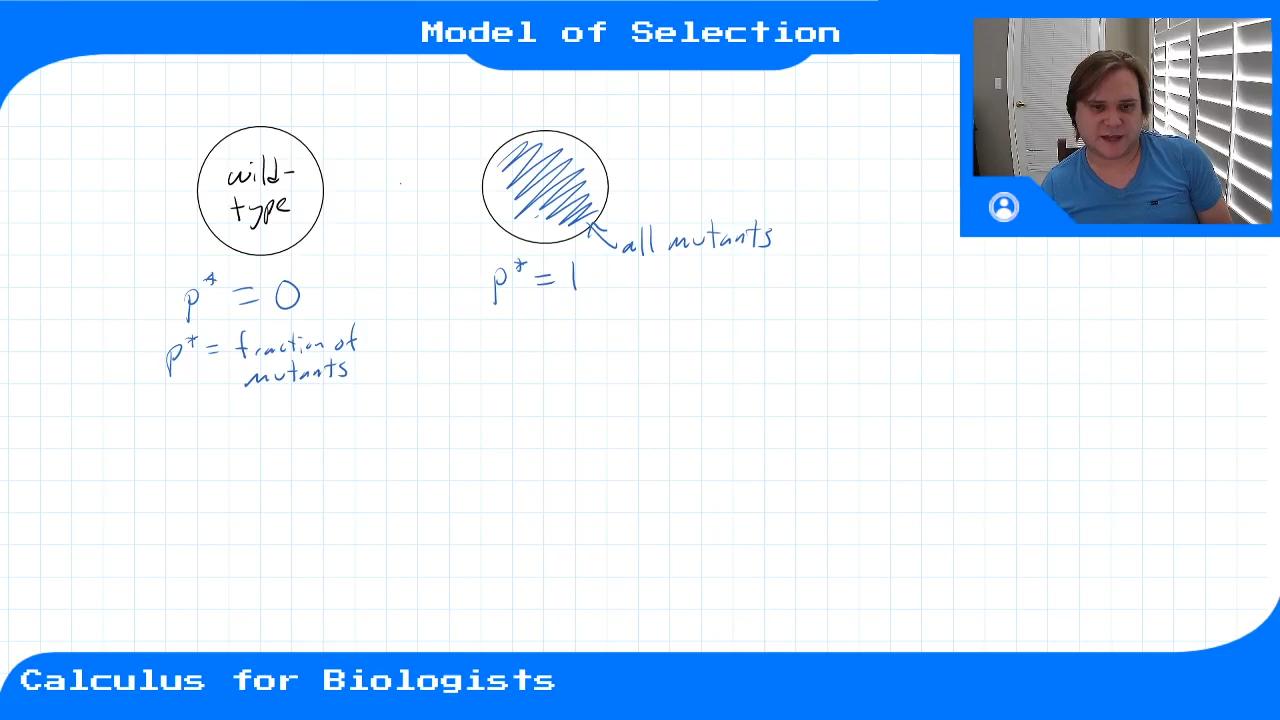 Model of Selection
wild-
type
p* = 0
p* = fraction of
mutants
all mutants
p* = 1
Calculus for Biologists